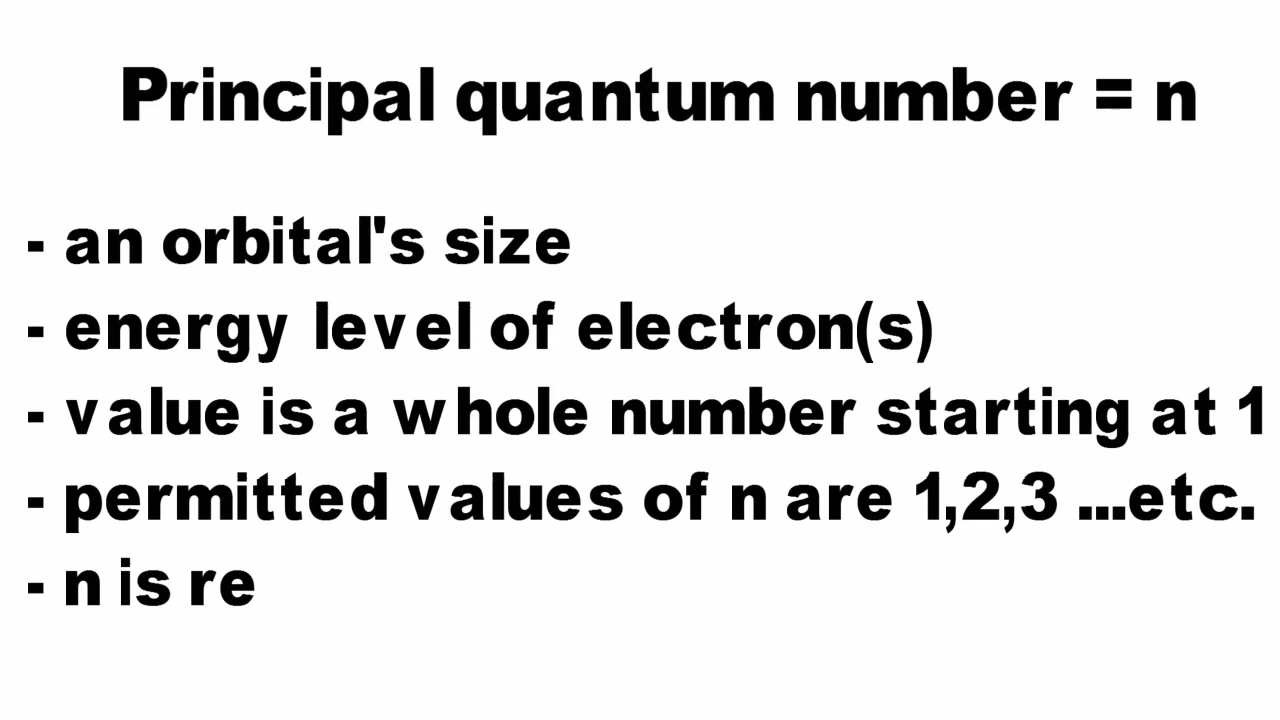 Principal quantum number = n
- an orbital's size
- energy level of electron(s)
- value is a whole number starting at 1
- permitted values of n are 1,2,3 ...etc.
- n is re